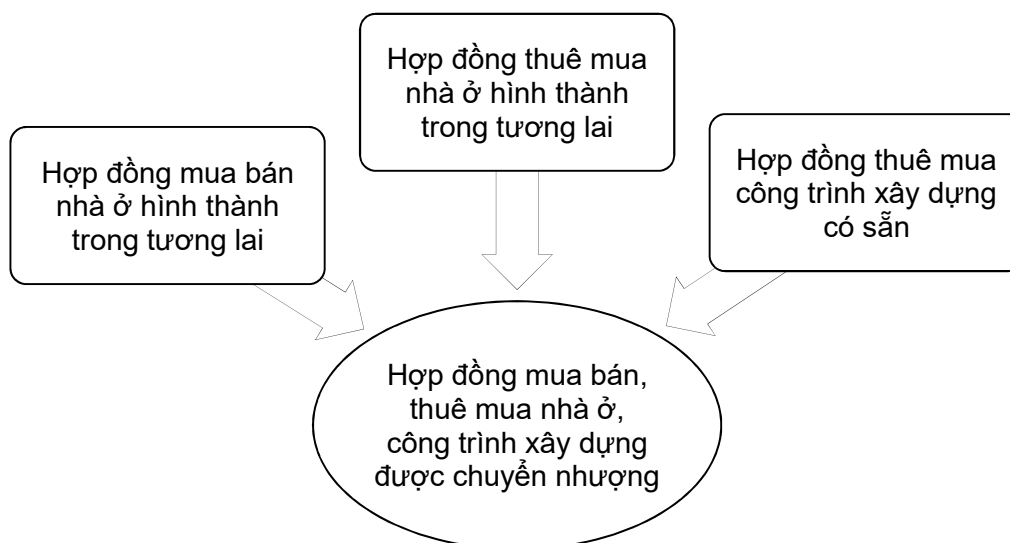 Hợp đồng thuê mua
nhà ở hình thành
trong tương lai
Hợp đồng mua bán
nhà ở hình thành
trong tương lai
Hợp đồng thuê mua
công trình xây dựng
có sẵn
Hợp đồng mua bán,
thuê mua nhà ở,
công trình xây dựng
được chuyển nhượng